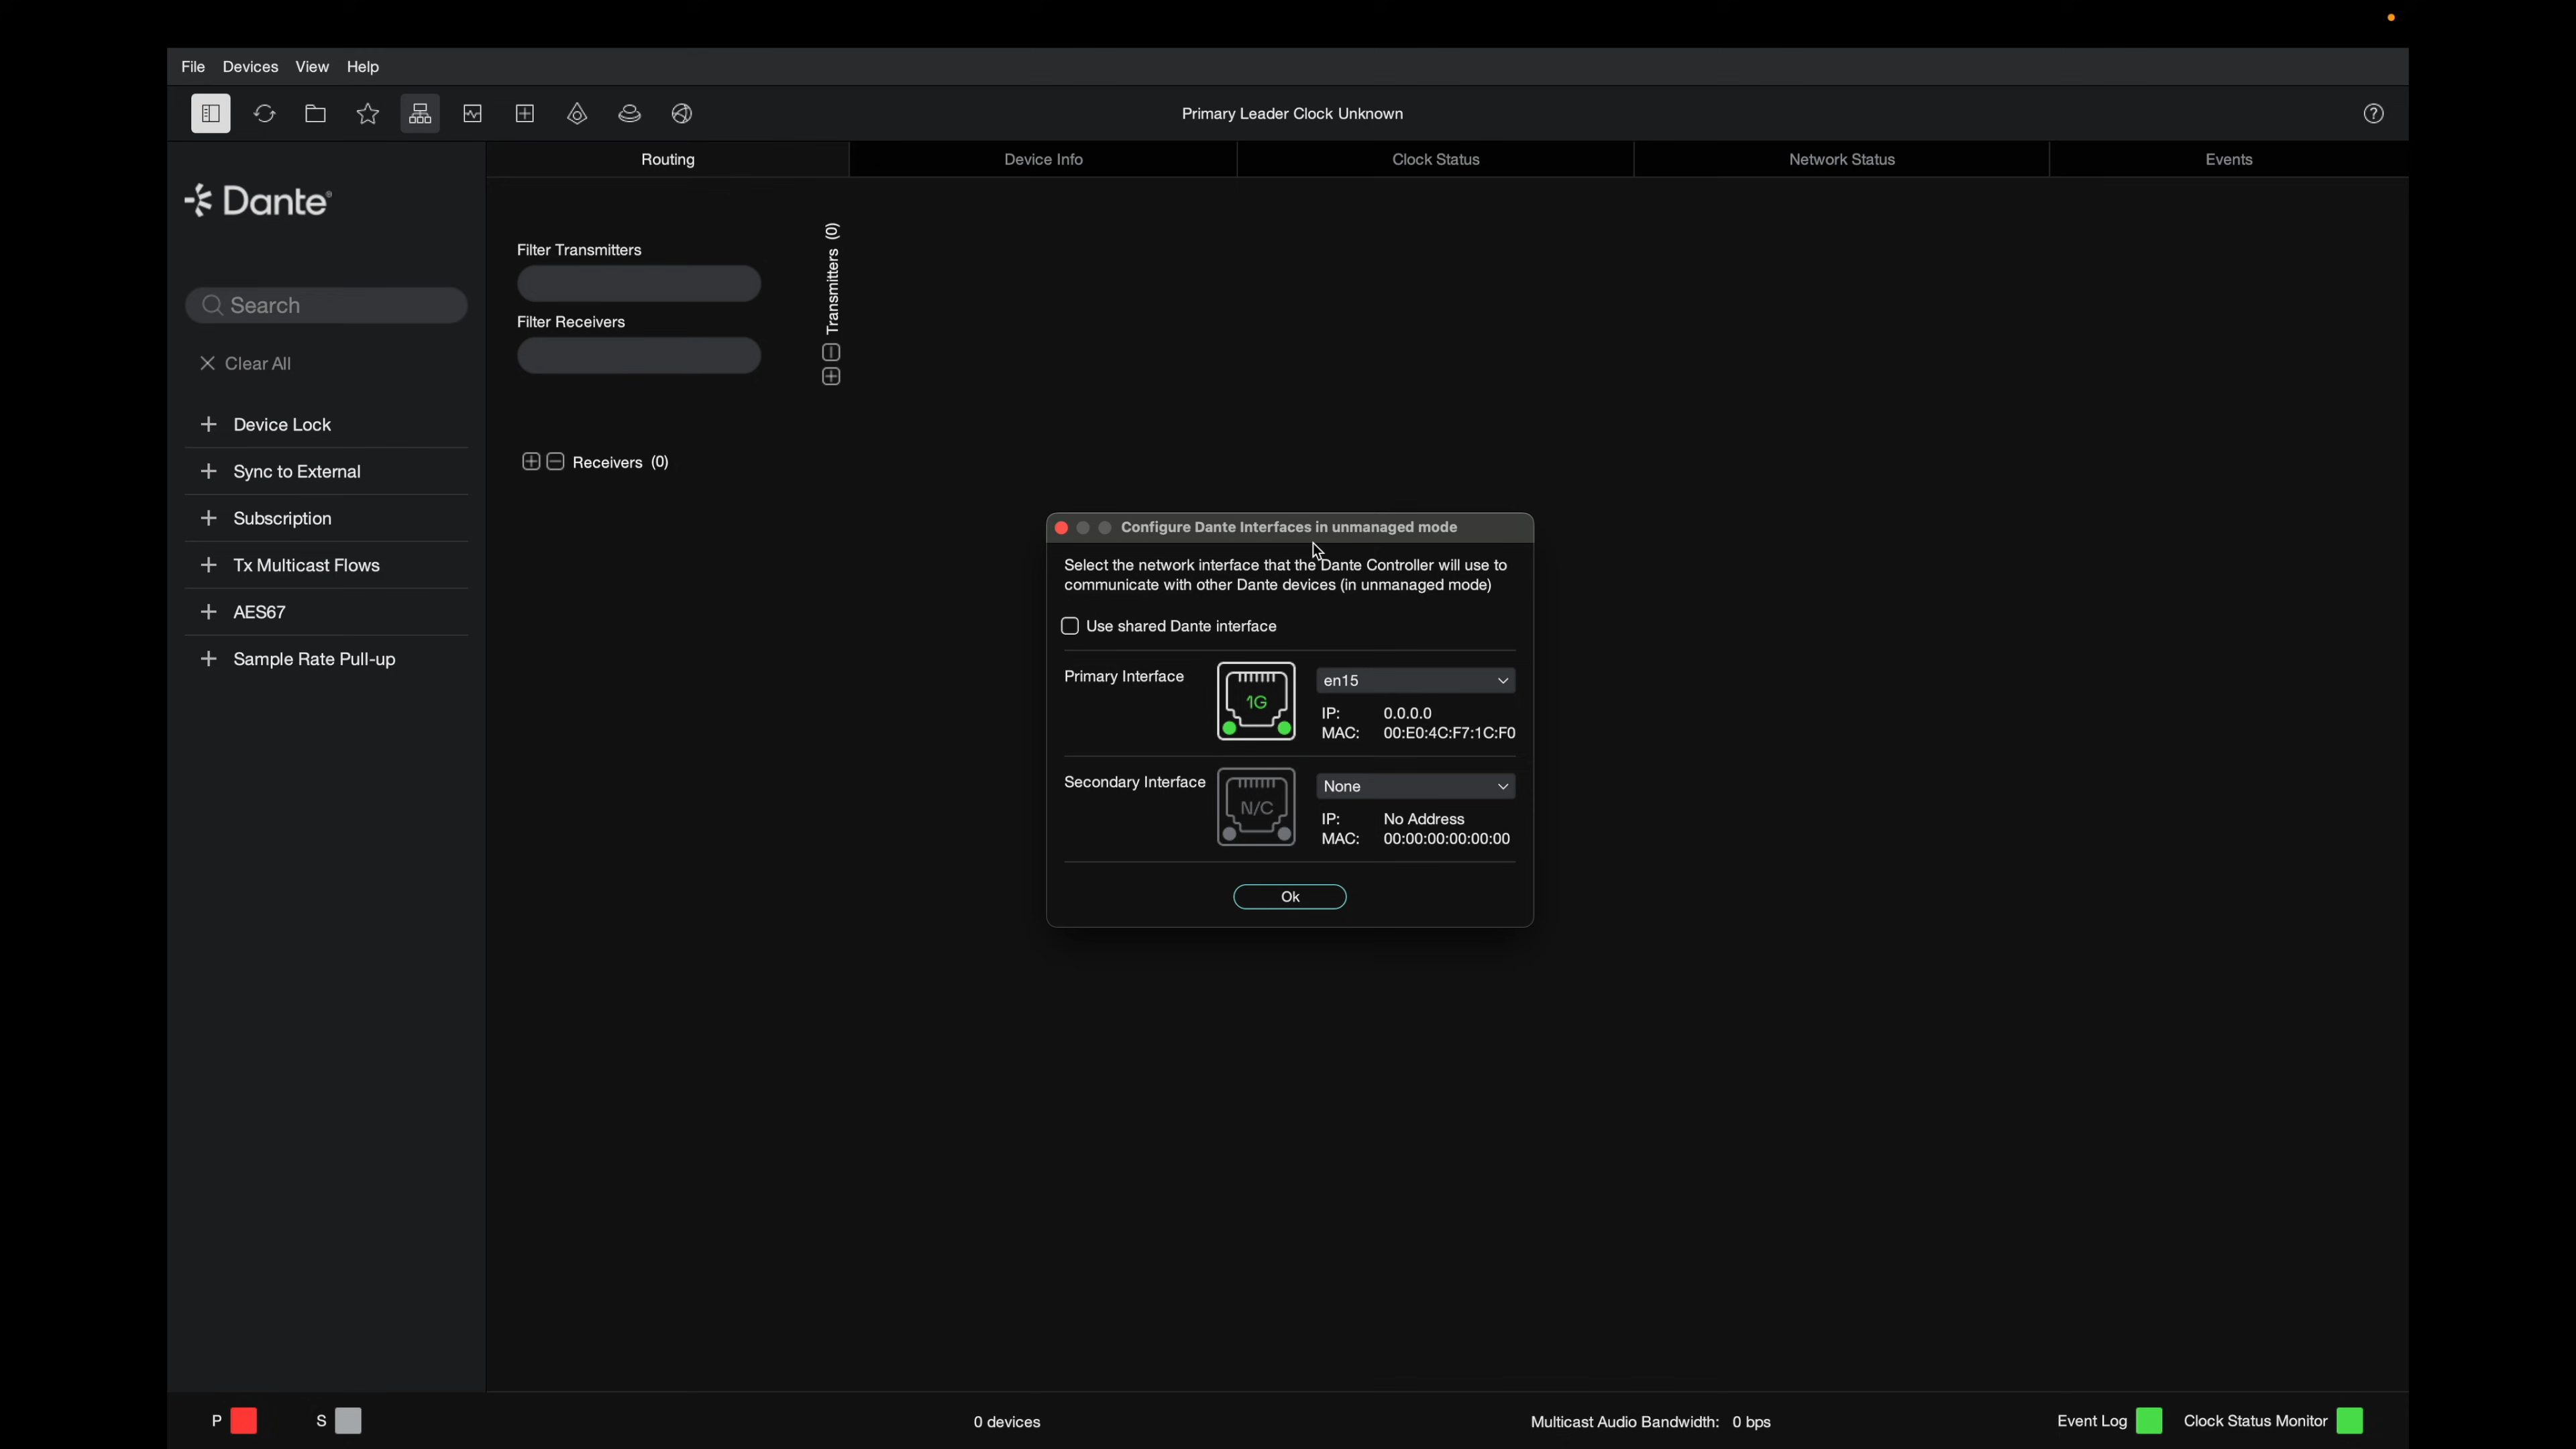 File Devices View Help
Primary Leader Clock Unknown
Routing Device Info Clock Status Network Status Events
Dante®
Search
Clear All
Device Lock
Sync to External
Subscription
Tx Multicast Flows
AES67
Sample Rate Pull-up
Filter Transmitters
Filter Receivers
Transmitters (0)
Receivers (0)
Configure Dante Interfaces in unmanaged mode
Select the network interface that the Dante Controller will use to
communicate with other Dante devices (in unmanaged mode)
Use shared Dante interface
Primary Interface 1G en15
IP: 0.0.0.0
MAC: 00:E0:4C:F7:1C:F0
Secondary Interface N/C None
IP: No Address
MAC: 00:00:00:00:00:00
Ok
P S 0 devices Multicast Audio Bandwidth: 0 bps Event Log Clock Status Monitor